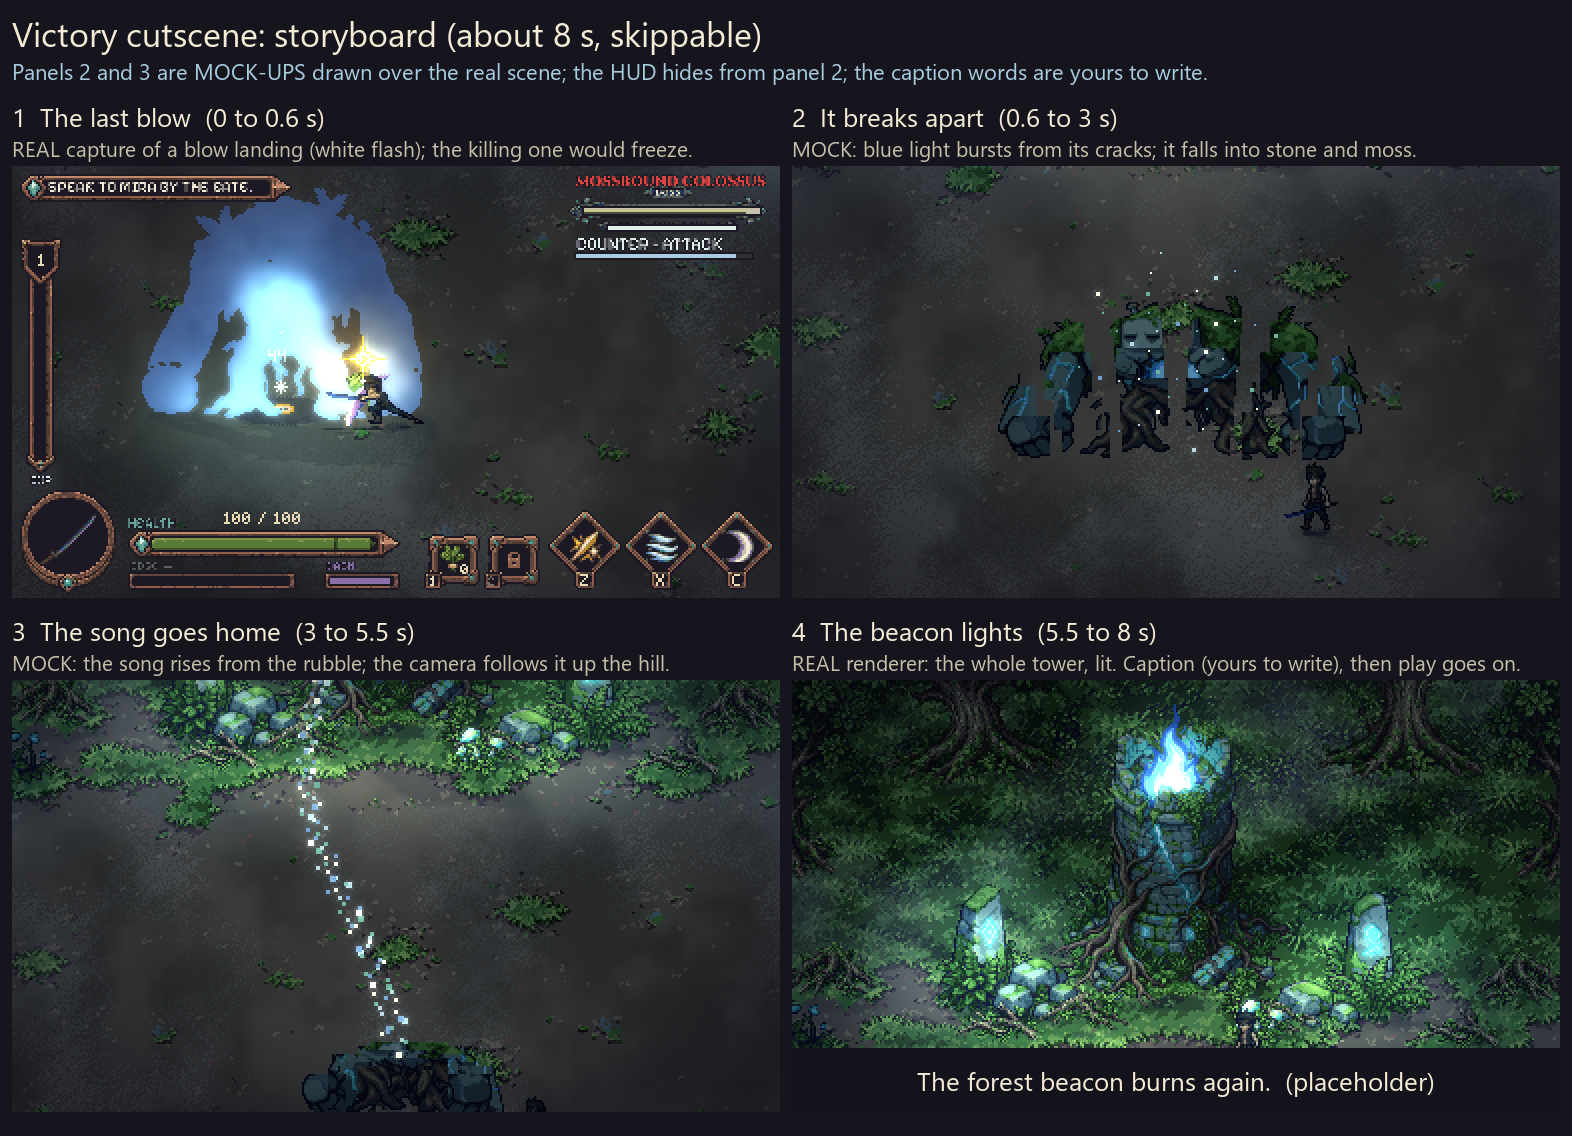 Victory cutscene: storyboard (about 8 s, skippable)
Panels 2 and 3 are MOCK-UPS drawn over the real scene; the HUD hides from panel 2; the caption words are yours to write.
1 The last blow (0 to 0.6 s)
REAL capture of a blow landing (white flash); the killing one would freeze.
SPEAK TO MIRA BY THE GATE.
MOSSBOUND COLOSSUS
COUNTER-ATTACK
1
44
HEALTH
100 / 100
DASH
0
1
Z
X
C
2 It breaks apart (0.6 to 3 s)
MOCK: blue light bursts from its cracks; it falls into stone and moss.
3 The song goes home (3 to 5.5 s)
MOCK: the song rises from the rubble; the camera follows it up the hill.
4 The beacon lights (5.5 to 8 s)
REAL renderer: the whole tower, lit. Caption (yours to write), then play goes on.
The forest beacon burns again. (placeholder)